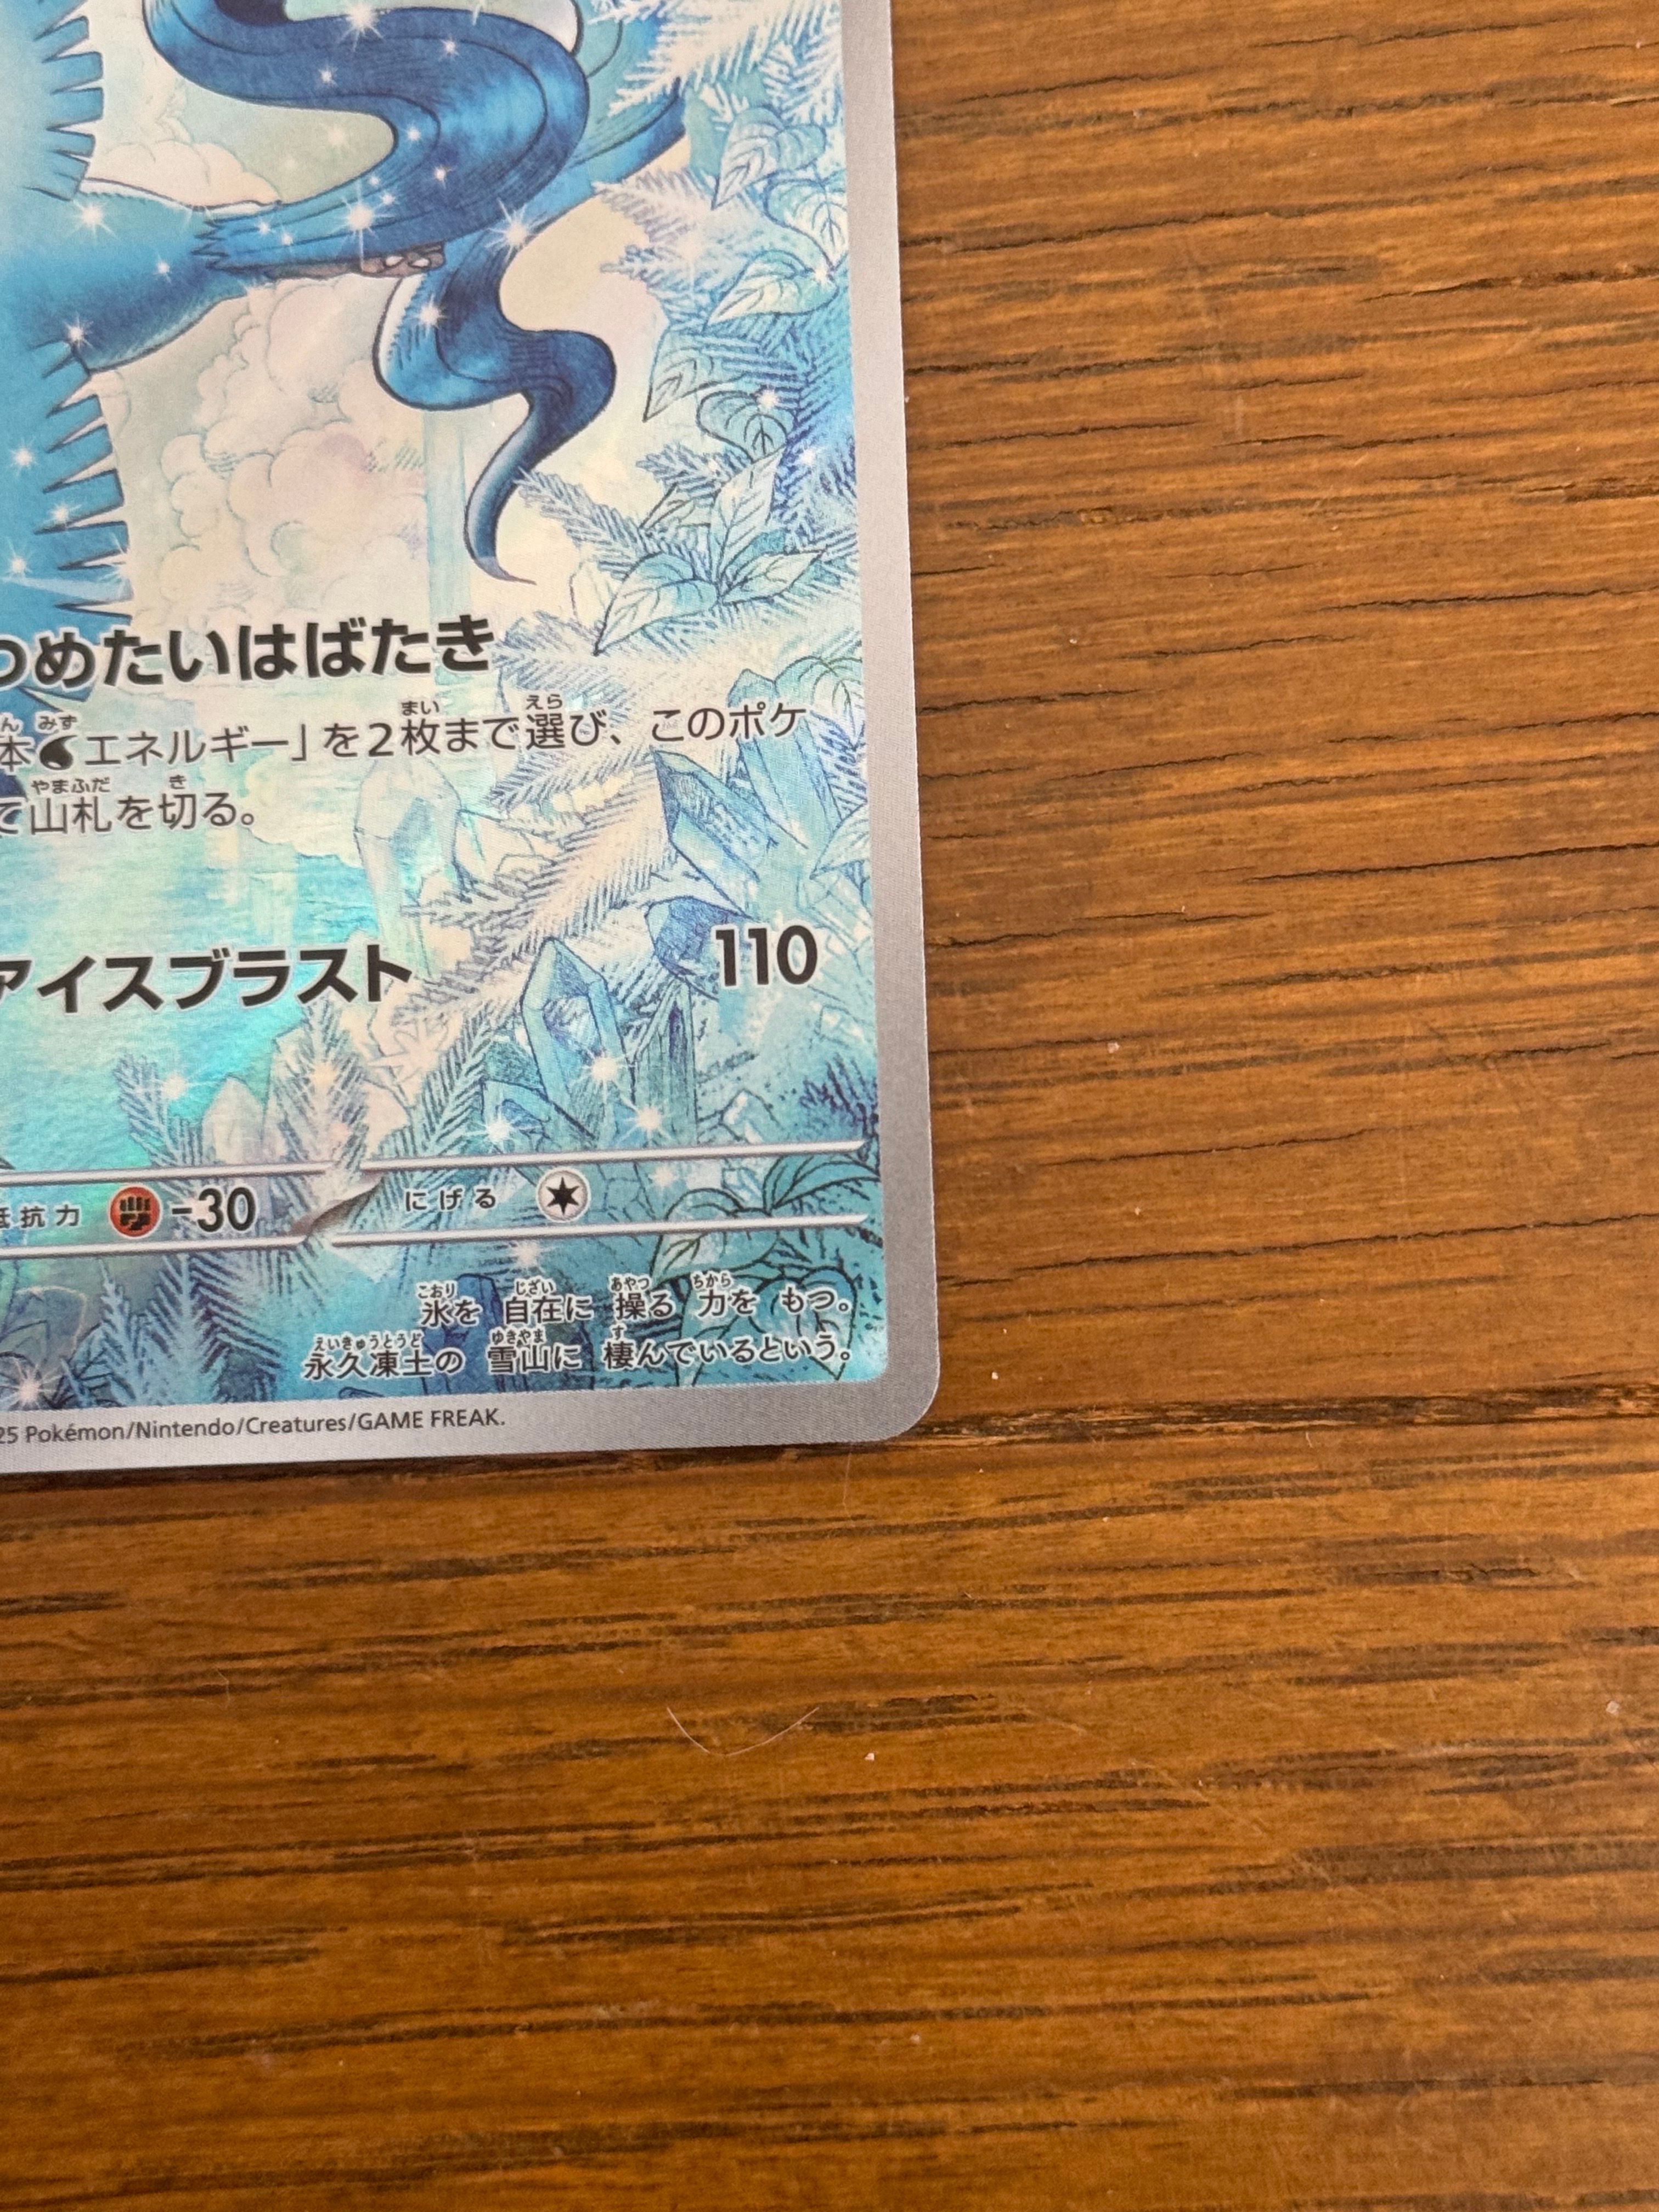 つめたいはばたき
本エネルギー」を2枚まで選び、このポケ
て山札を切る。
アイスブラスト 110
抵抗力 -30 にげる
氷を 自在に 操る 力を もつ。
永久凍土の 雪山に 棲んでいるという。
25 Pokémon/Nintendo/Creatures/GAME FREAK.